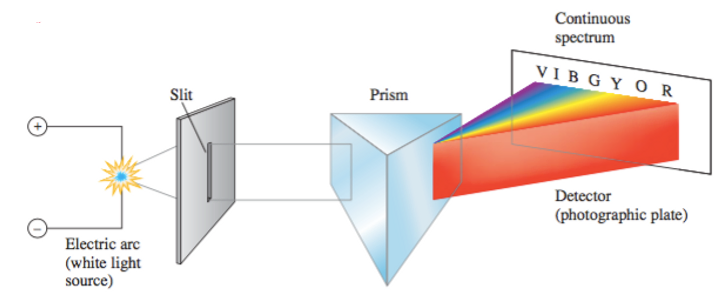 Continuous
spectrum
V I B G Y O R
Slit
Prism
+
−
Electric arc
(white light
source)
Detector
(photographic plate)